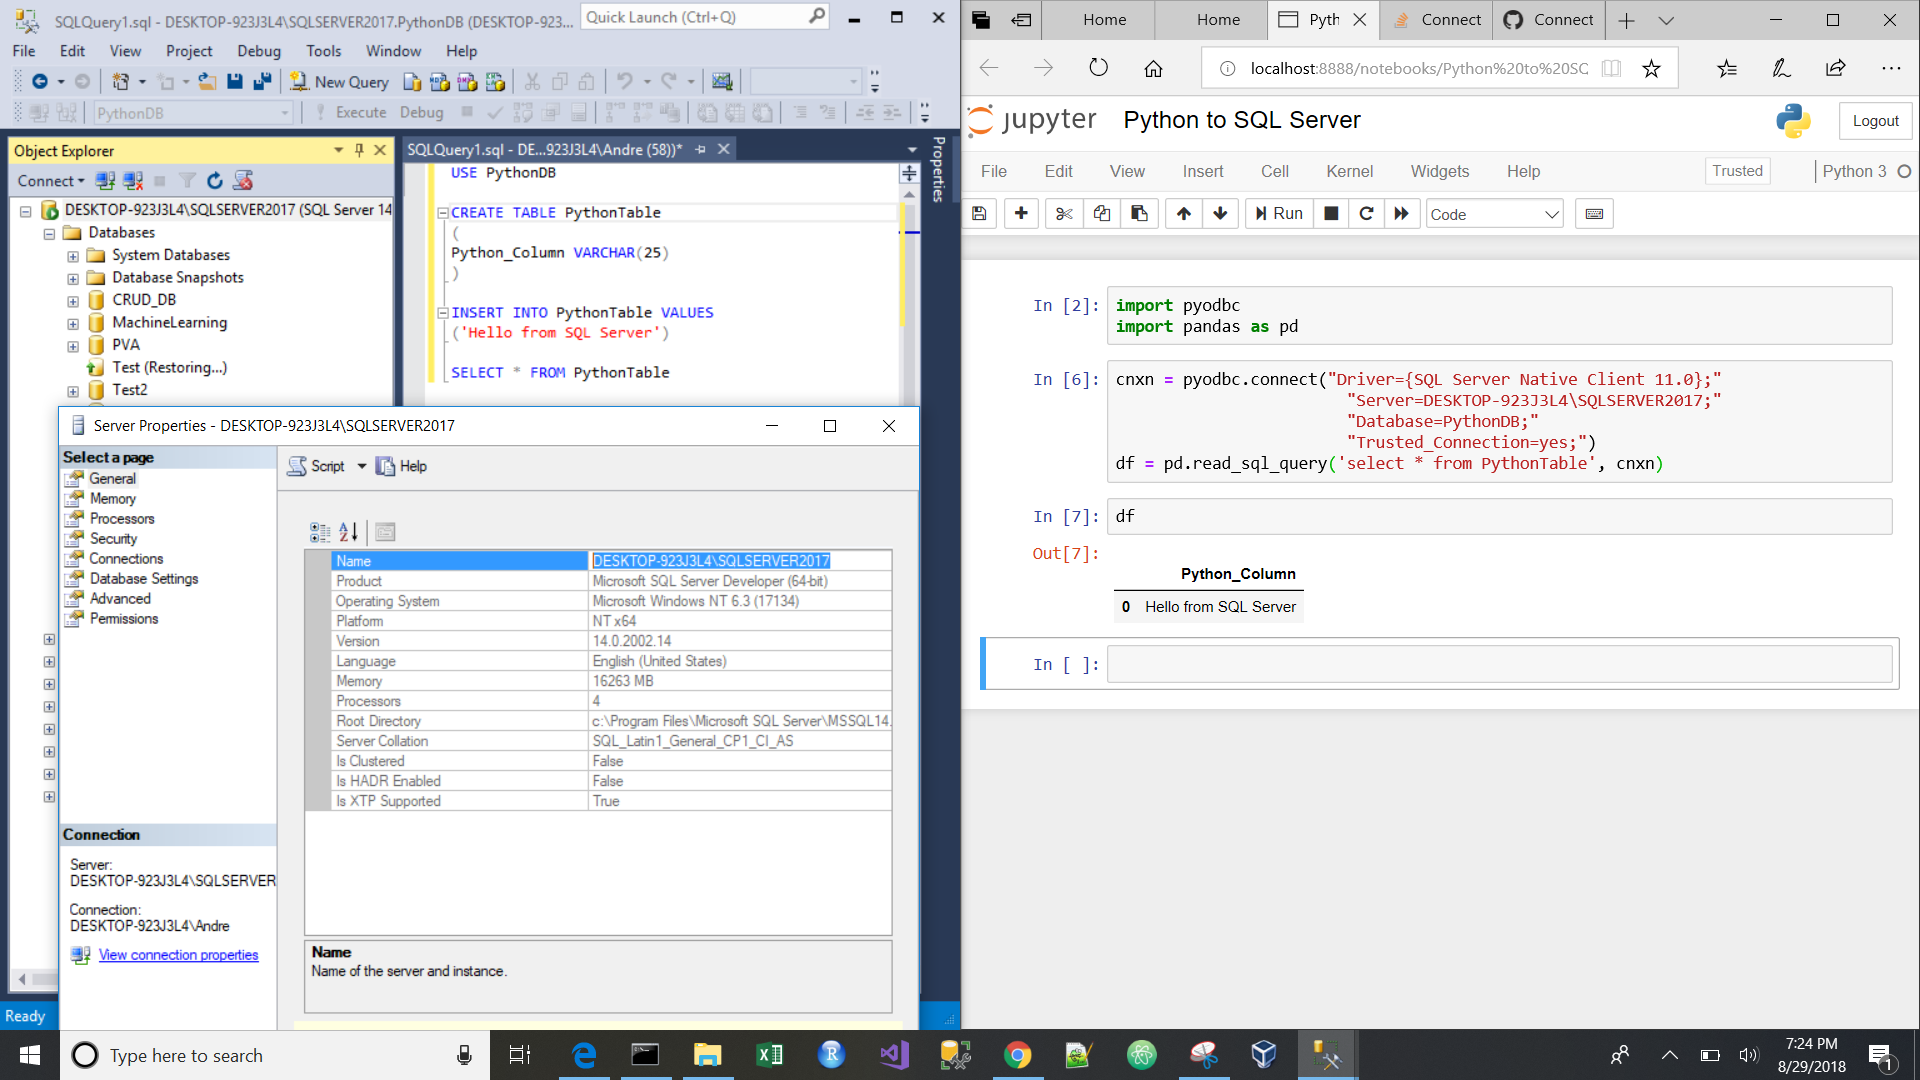 SQLQuery1.sql - DESKTOP-923J3L4\SQLSERVER2017.PythonDB (DESKTOP-923...
Quick Launch (Ctrl+Q)
File Edit View Project Debug Tools Window Help
New Query
PythonDB Execute Debug
Object Explorer
Connect
DESKTOP-923J3L4\SQLSERVER2017 (SQL Server 14
Databases
System Databases
Database Snapshots
CRUD_DB
MachineLearning
PVA
Test (Restoring...)
Test2
SQLQuery1.sql - DE...923J3L4\Andre (58))*
Properties
USE PythonDB
CREATE TABLE PythonTable
(
Python_Column VARCHAR(25)
)
INSERT INTO PythonTable VALUES
('Hello from SQL Server')
SELECT * FROM PythonTable
Server Properties - DESKTOP-923J3L4\SQLSERVER2017
Select a page
General
Memory
Processors
Security
Connections
Database Settings
Advanced
Permissions
Script Help
Name DESKTOP-923J3L4\SQLSERVER2017
Product Microsoft SQL Server Developer (64-bit)
Operating System Microsoft Windows NT 6.3 (17134)
Platform NT x64
Version 14.0.2002.14
Language English (United States)
Memory 16263 MB
Processors 4
Root Directory c:\Program Files\Microsoft SQL Server\MSSQL14.
Server Collation SQL_Latin1_General_CP1_CI_AS
Is Clustered False
Is HADR Enabled False
Is XTP Supported True
Connection
Server:
DESKTOP-923J3L4\SQLSERVER
Connection:
DESKTOP-923J3L4\Andre
View connection properties
Name
Name of the server and instance.
Ready
Home Home Pyth Connect Connect
localhost:8888/notebooks/Python%20to%20SQ
jupyter Python to SQL Server
Logout
File Edit View Insert Cell Kernel Widgets Help Trusted Python 3
Run Code
In [2]: import pyodbc
import pandas as pd
In [6]: cnxn = pyodbc.connect("Driver={SQL Server Native Client 11.0};"
"Server=DESKTOP-923J3L4\SQLSERVER2017;"
"Database=PythonDB;"
"Trusted_Connection=yes;")
df = pd.read_sql_query('select * from PythonTable', cnxn)
In [7]: df
Out[7]:
Python_Column
0 Hello from SQL Server
In [ ]:
Type here to search
7:24 PM
8/29/2018
1